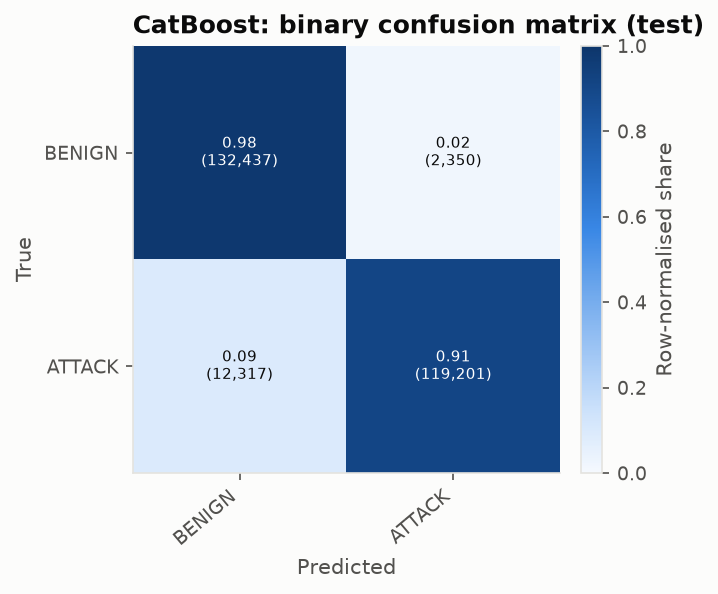 CatBoost: binary confusion matrix (test)
BENIGN
ATTACK
True
0.98
(132,437)
0.02
(2,350)
0.09
(12,317)
0.91
(119,201)
BENIGN
ATTACK
Predicted
1.0
0.8
0.6
0.4
0.2
0.0
Row-normalised share